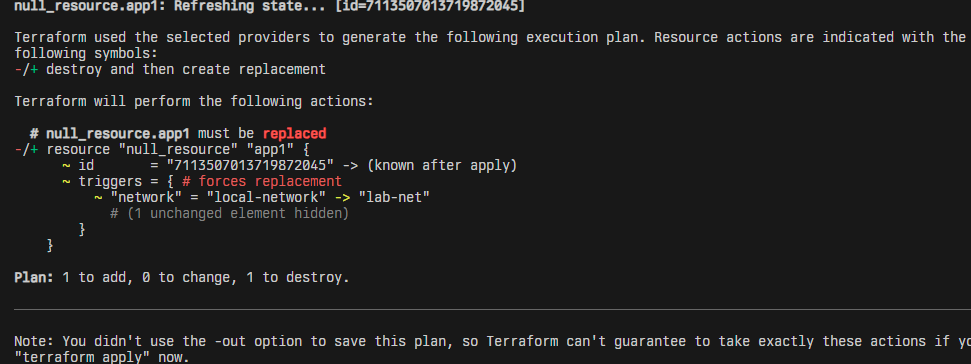 null_resource.app1: Refreshing state... [id=7113507013719872045]
Terraform used the selected providers to generate the following execution plan. Resource actions are indicated with the
following symbols:
-/+ destroy and then create replacement
Terraform will perform the following actions:
# null_resource.app1 must be replaced
-/+ resource "null_resource" "app1" {
~ id       = "7113507013719872045" -> (known after apply)
~ triggers = { # forces replacement
~ "network" = "local-network" -> "lab-net"
# (1 unchanged element hidden)
}
}
Plan: 1 to add, 0 to change, 1 to destroy.
Note: You didn't use the -out option to save this plan, so Terraform can't guarantee to take exactly these actions if
"terraform apply" now.